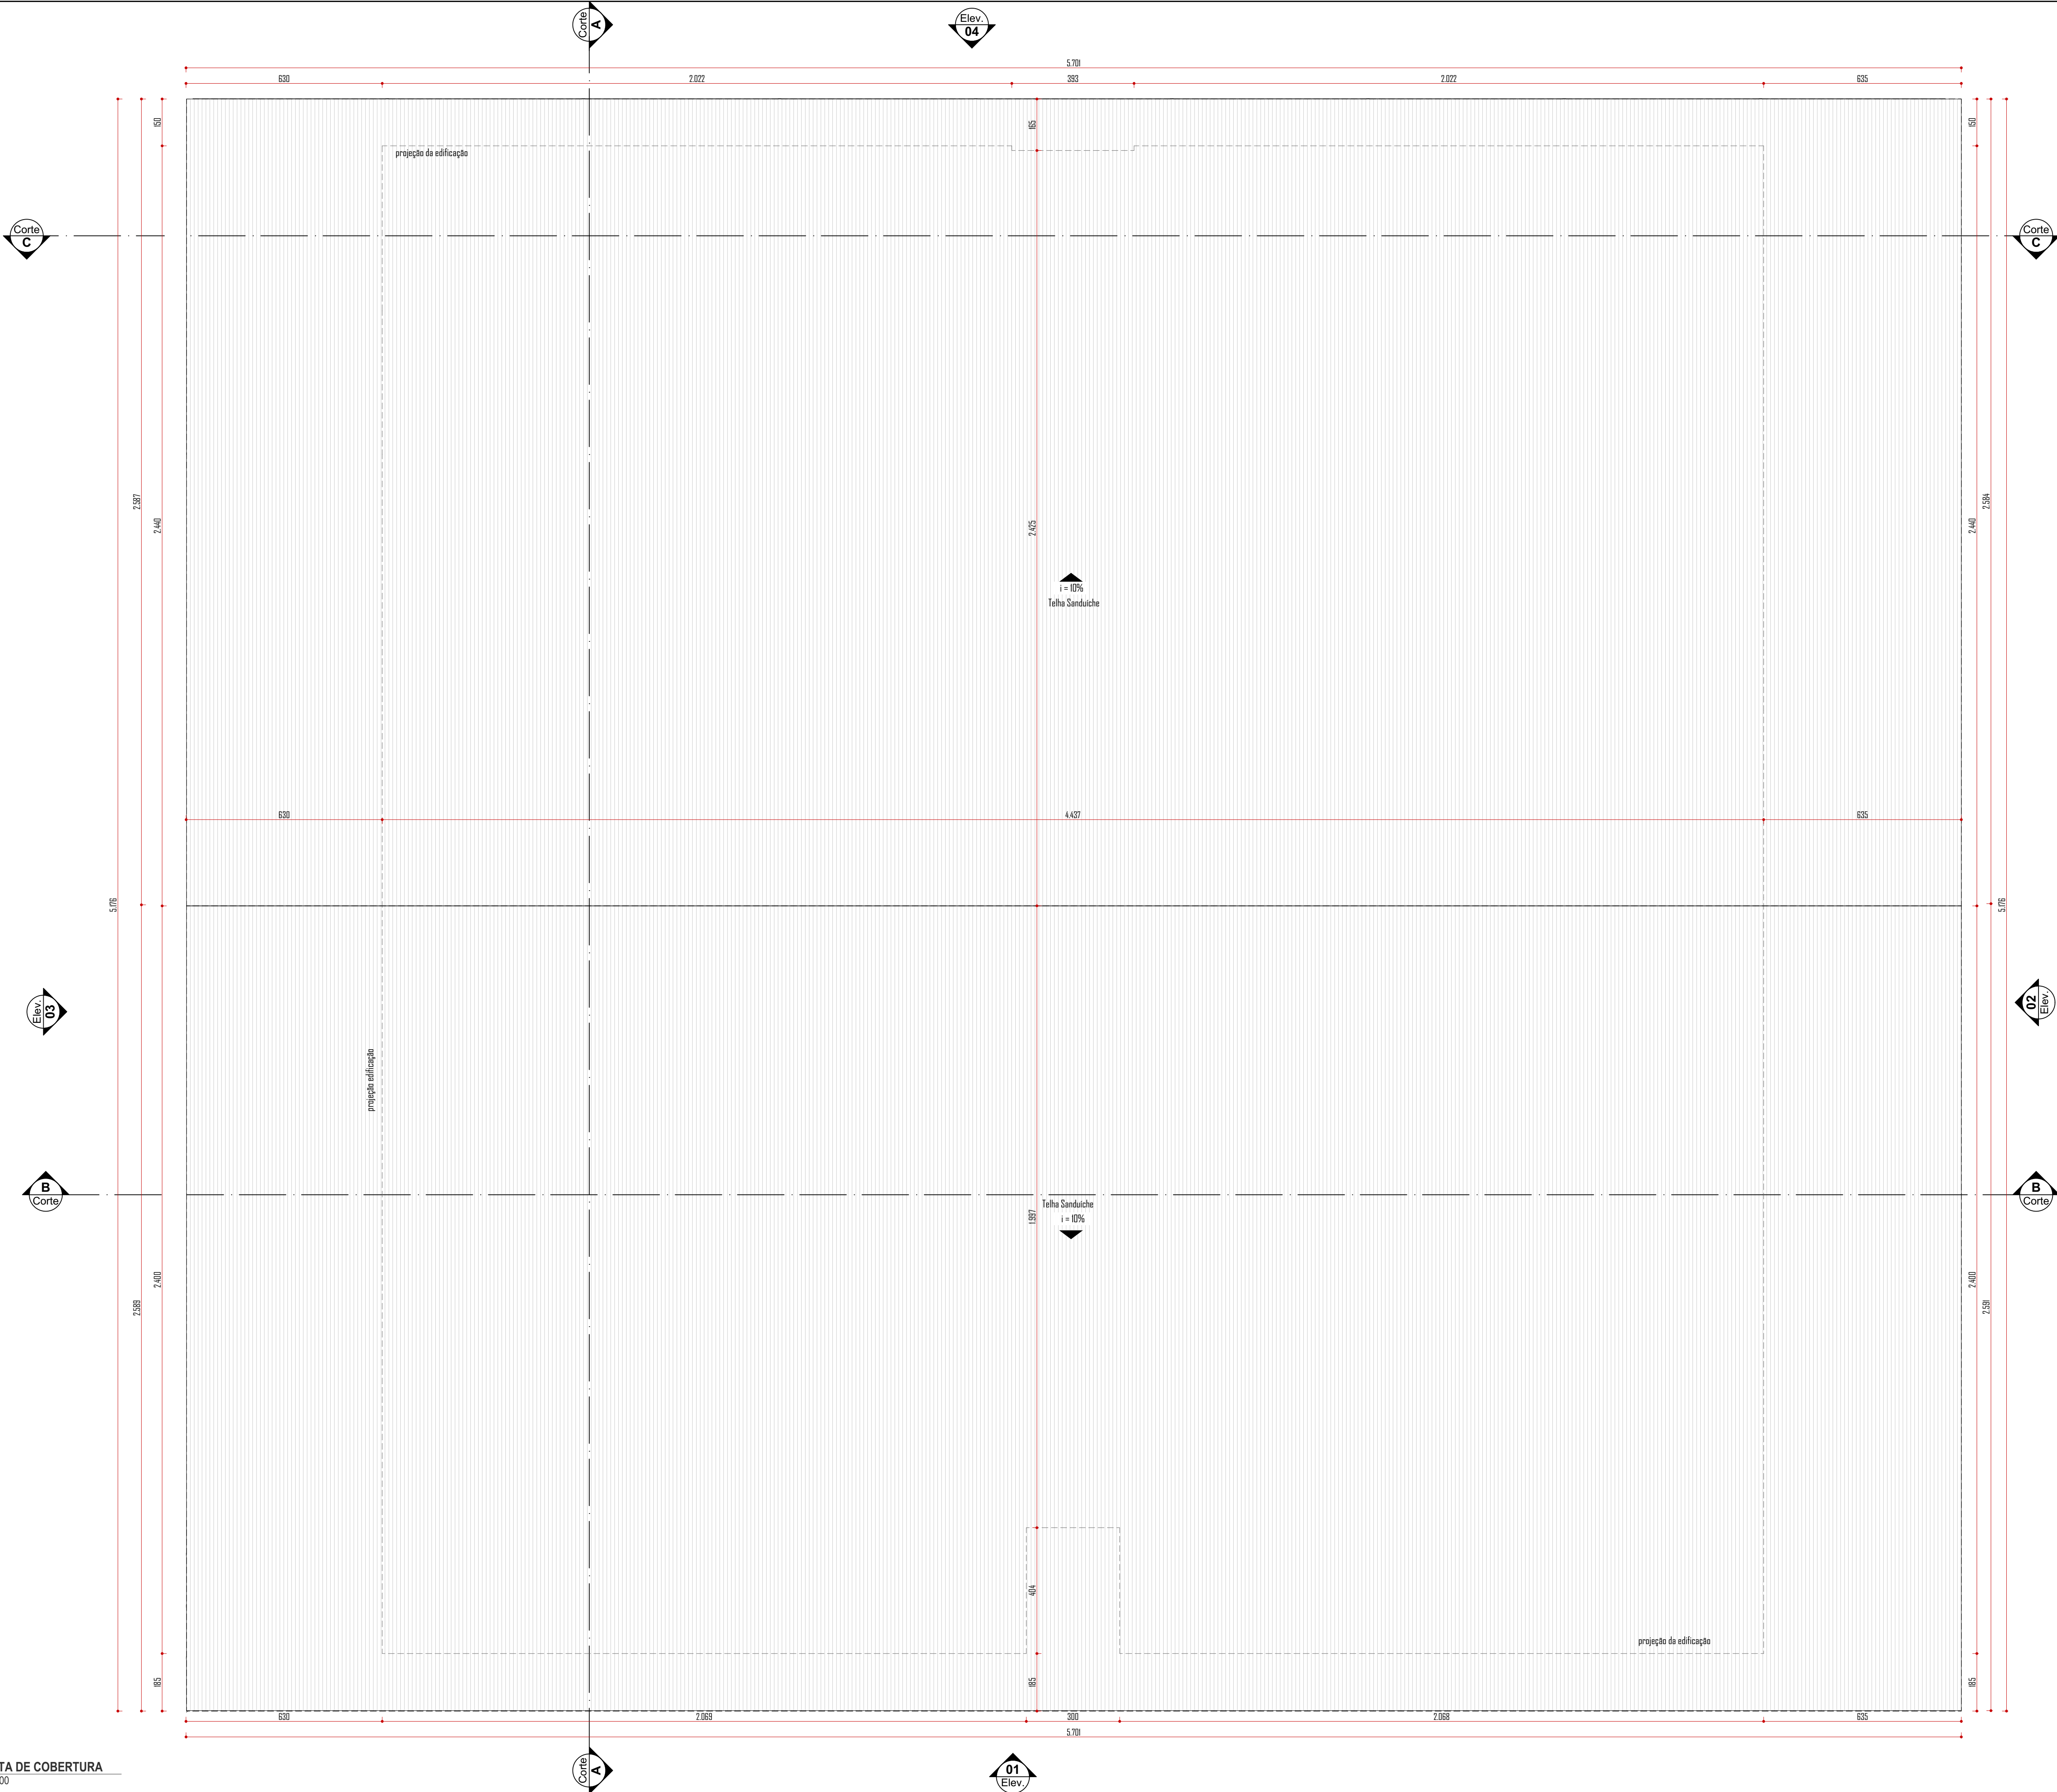 Corte
A
Elev.
04
5.701
630
2.022
393
2.022
635
150
165
150
projeção da edificação
Corte
C
Corte
C
2.587
2.440
2.425
2.440
2.584
i = 10%
Telha Sanduíche
630
4.437
635
5.176
5.176
Elev.
03
02
Elev.
projeção edificação
B
Corte
B
Corte
Telha Sanduíche
i = 10%
1.997
2.400
2.589
2.400
2.591
404
projeção da edificação
185
185
185
630
2.069
300
2.068
635
5.701
TA DE COBERTURA
00
Corte
A
01
Elev.